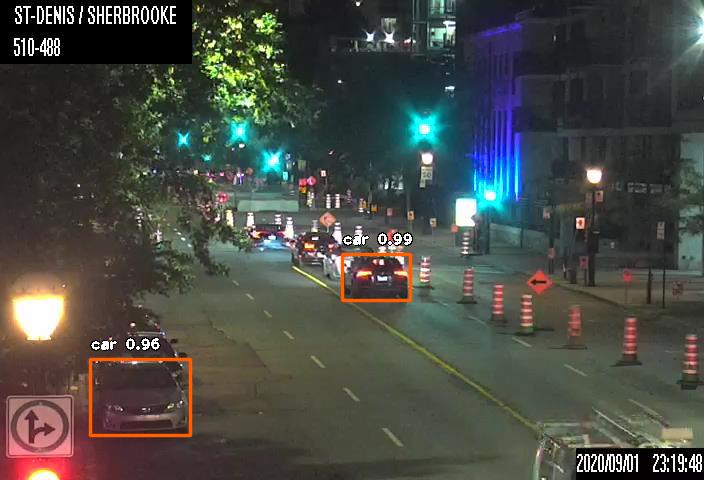 ST-DENIS / SHERBROOKE
510-488
car 0.99
car 0.96
2020/09/01 23:19:48